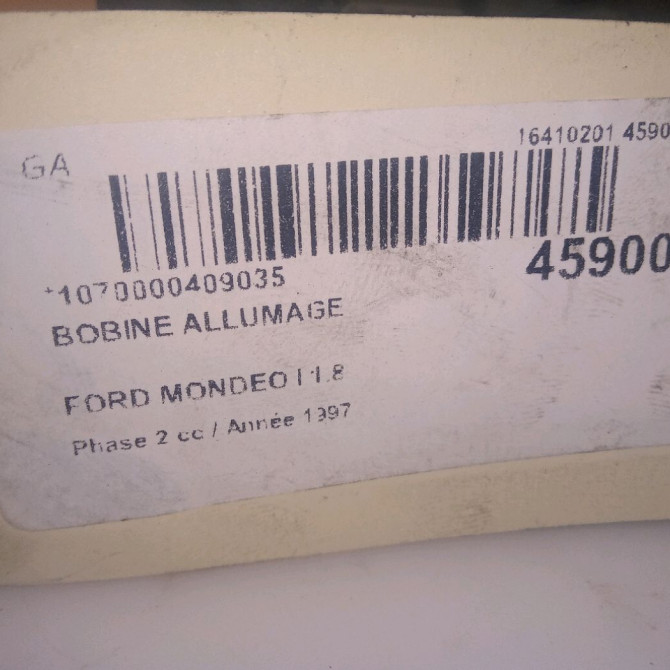 GA
16410201 4590
45900
*1070000409035
BOBINE ALLUMAGE
FORD MONDEO I 1.8
Phase 2 cc / Année 1997